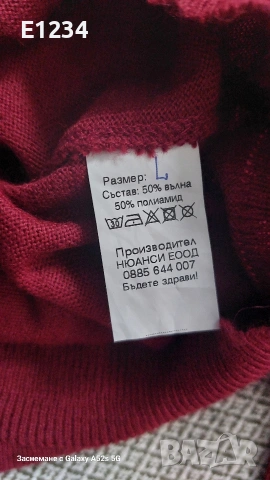 E1234
Размер: L
Състав: 50% вълна
50% полиамид
Производител
НЮАНСИ ЕООД
0885 644 007
Бъдете здрави!
Заснемане с Galaxy A52s 5G
BAZAR